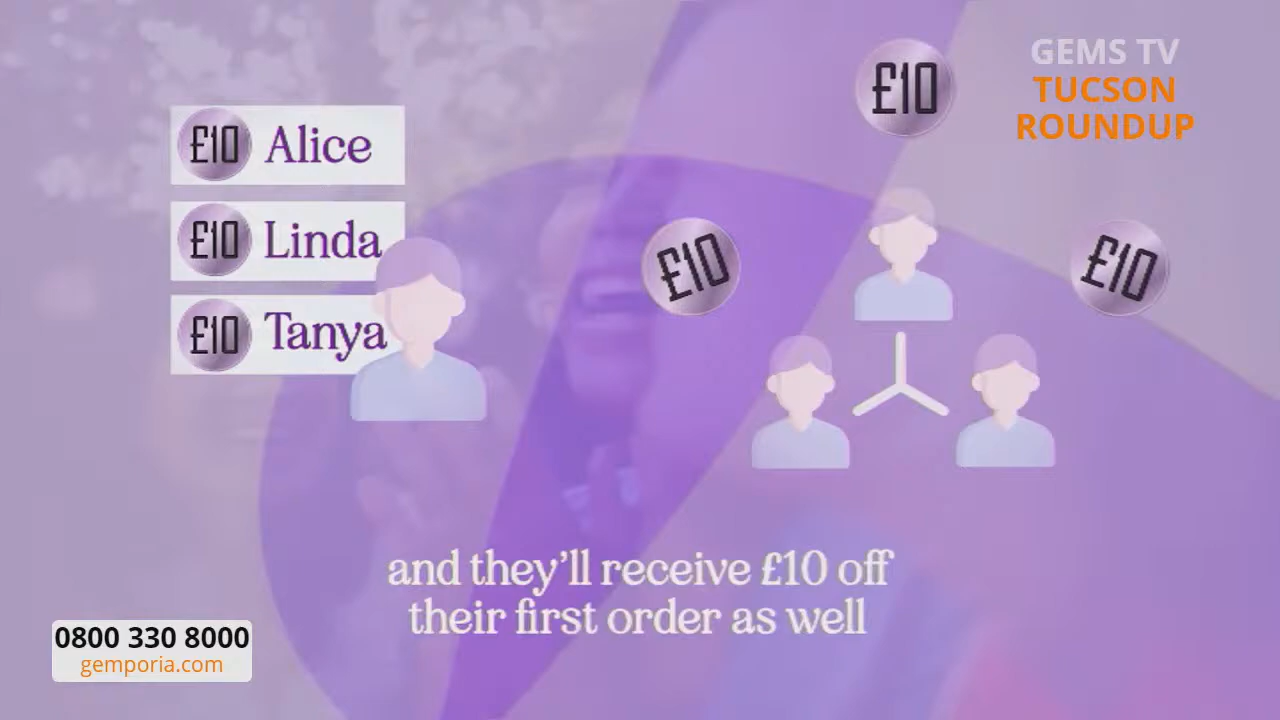 GEMS TV
TUCSON
ROUNDUP
£10 Alice
£10 Linda
£10 Tanya
£10
£10
£10
and they’ll receive £10 off
their first order as well
0800 330 8000
gemporia.com